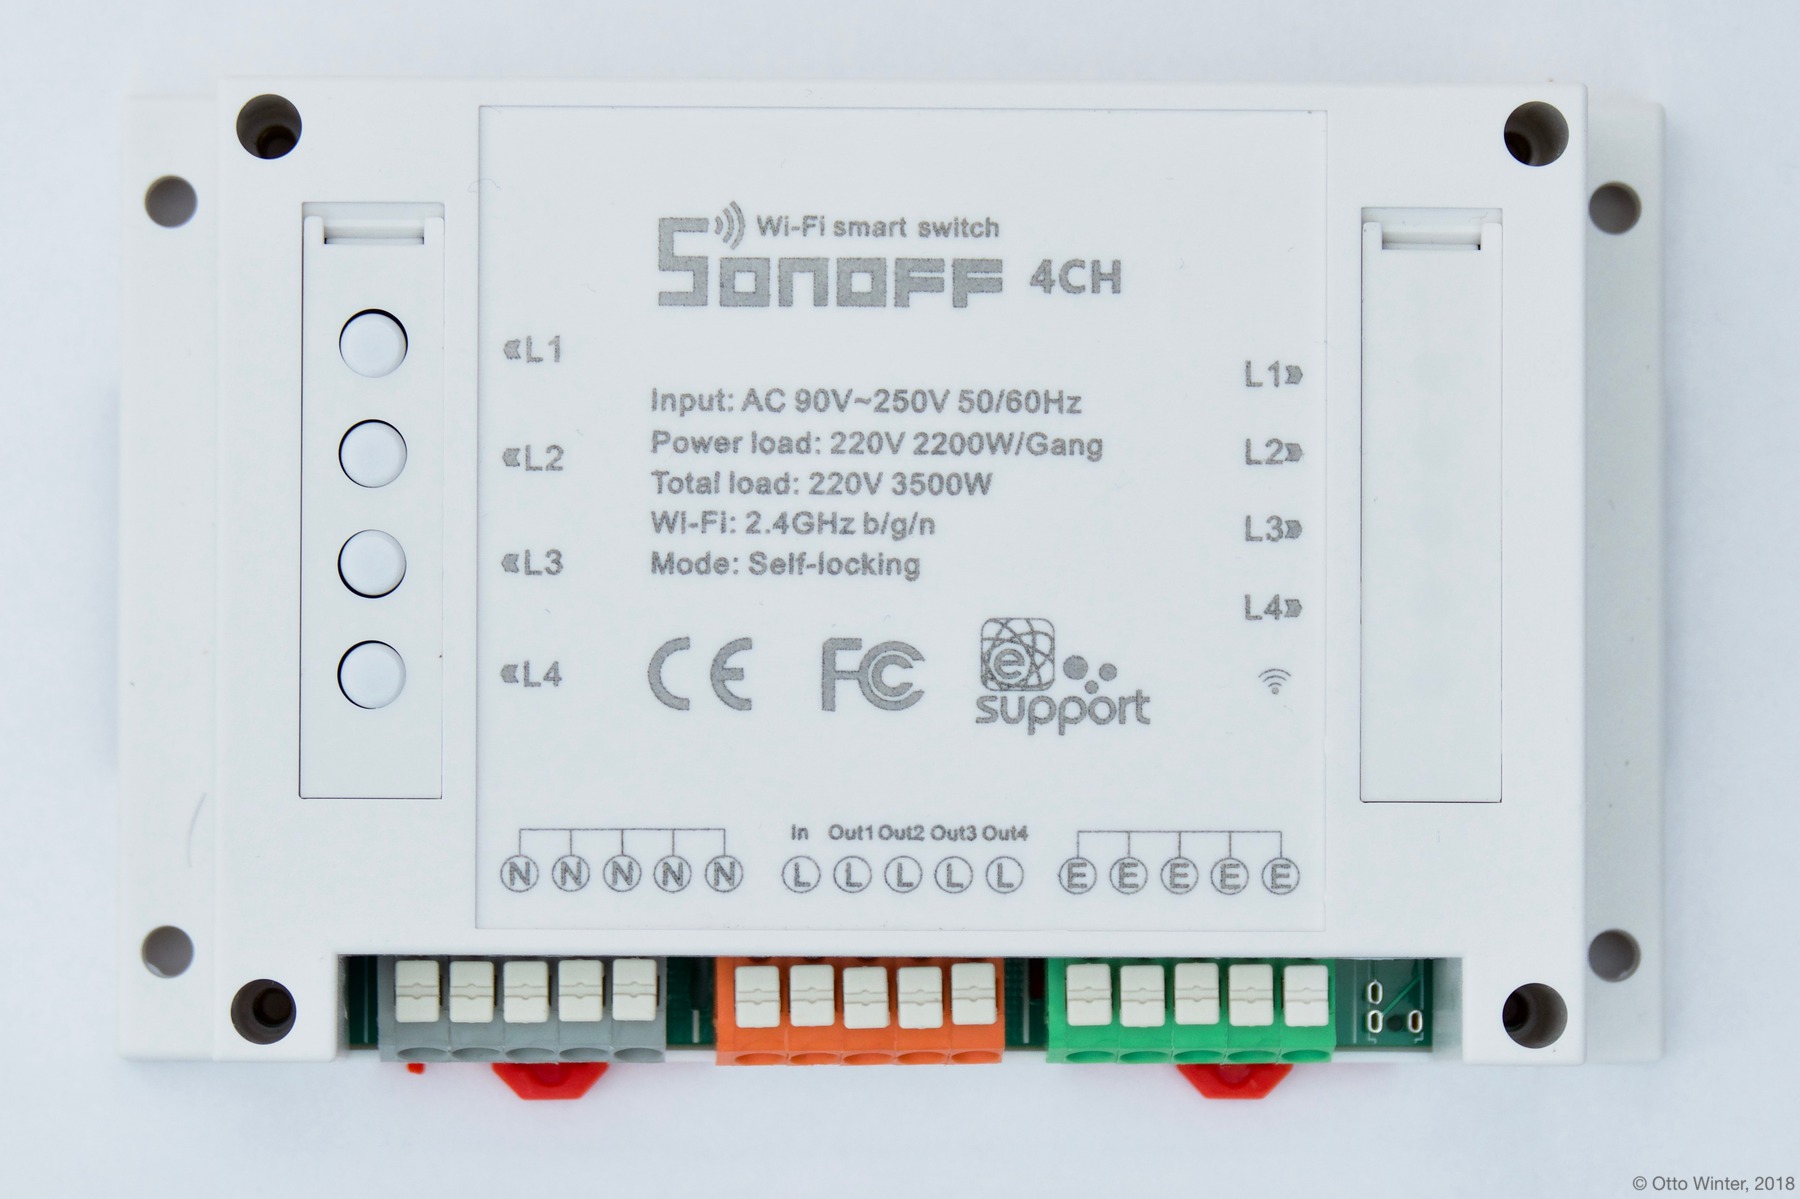 Wi-Fi smart switch
SONOFF 4CH
L1
L2
L3
L4
Input: AC 90V~250V 50/60Hz
Power load: 220V 2200W/Gang
Total load: 220V 3500W
Wi-Fi: 2.4GHz b/g/n
Mode: Self-locking
L1
L2
L3
L4
CE FC e
support
In Out1 Out2 Out3 Out4
N N N N N L L L L L E E E E E
© Otto Winter, 2018